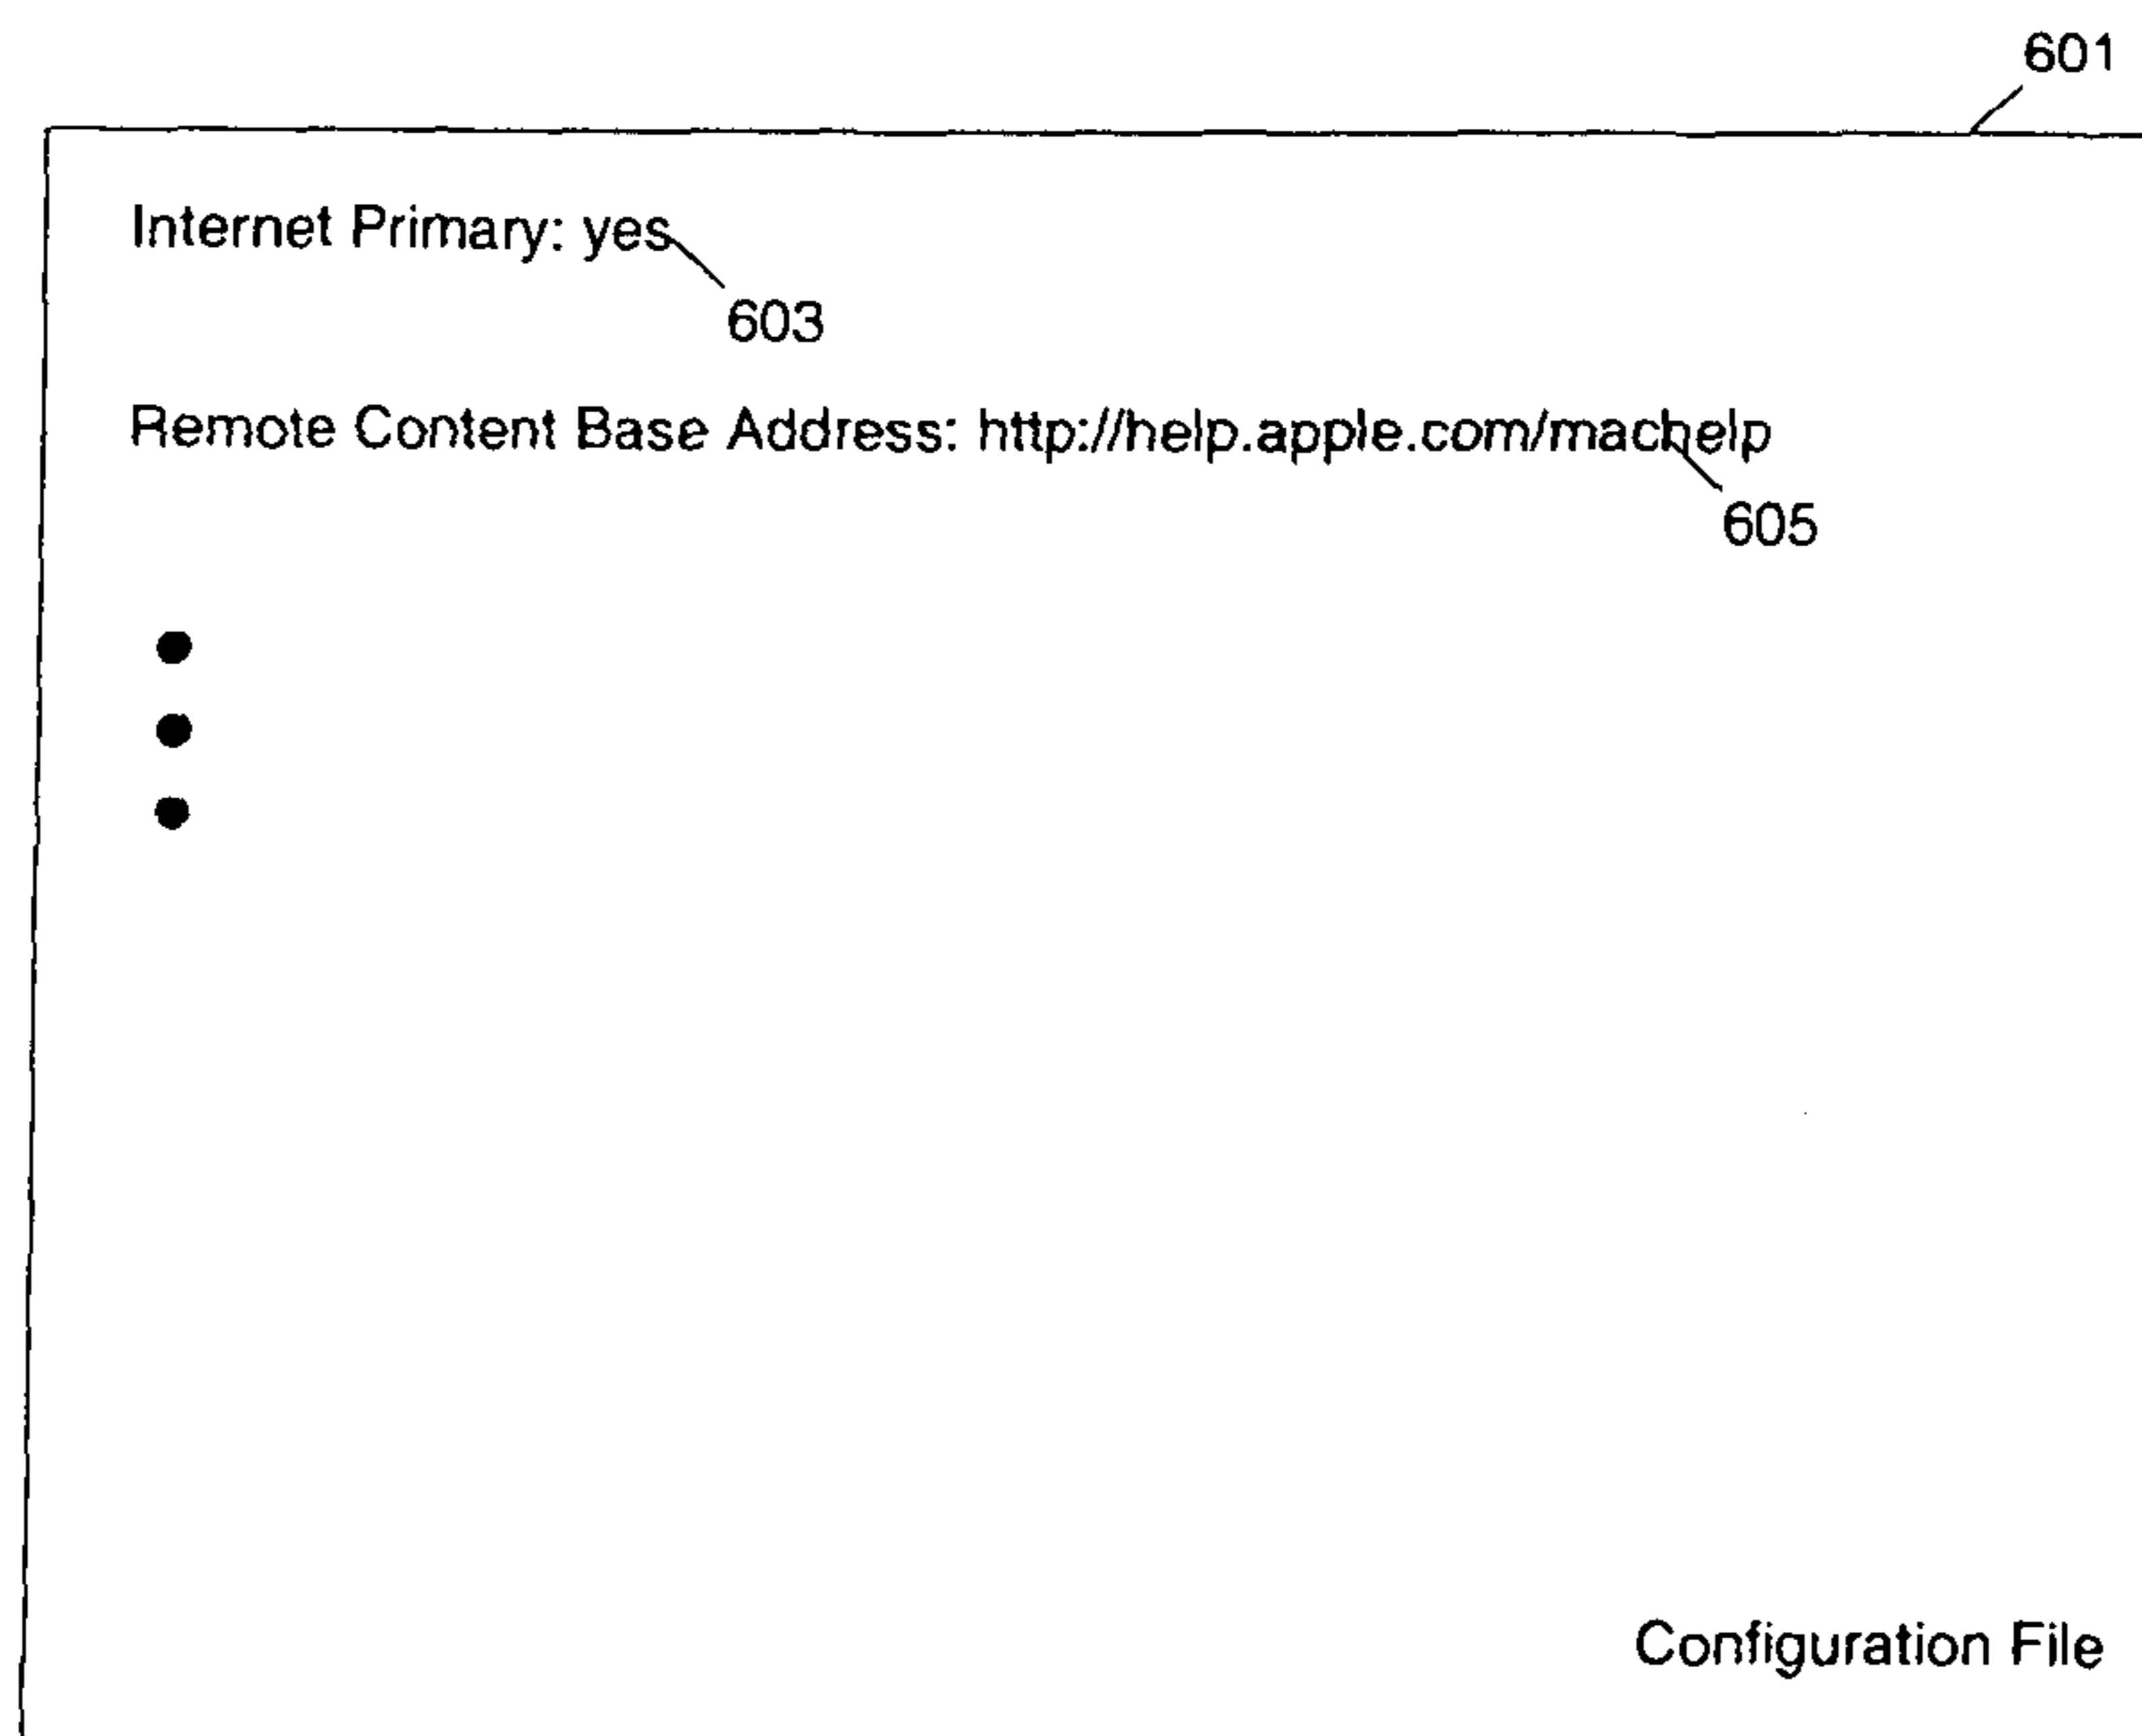 601
Internet Primary: yes
603
Remote Content Base Address: http://help.apple.com/machelp
605
Configuration File